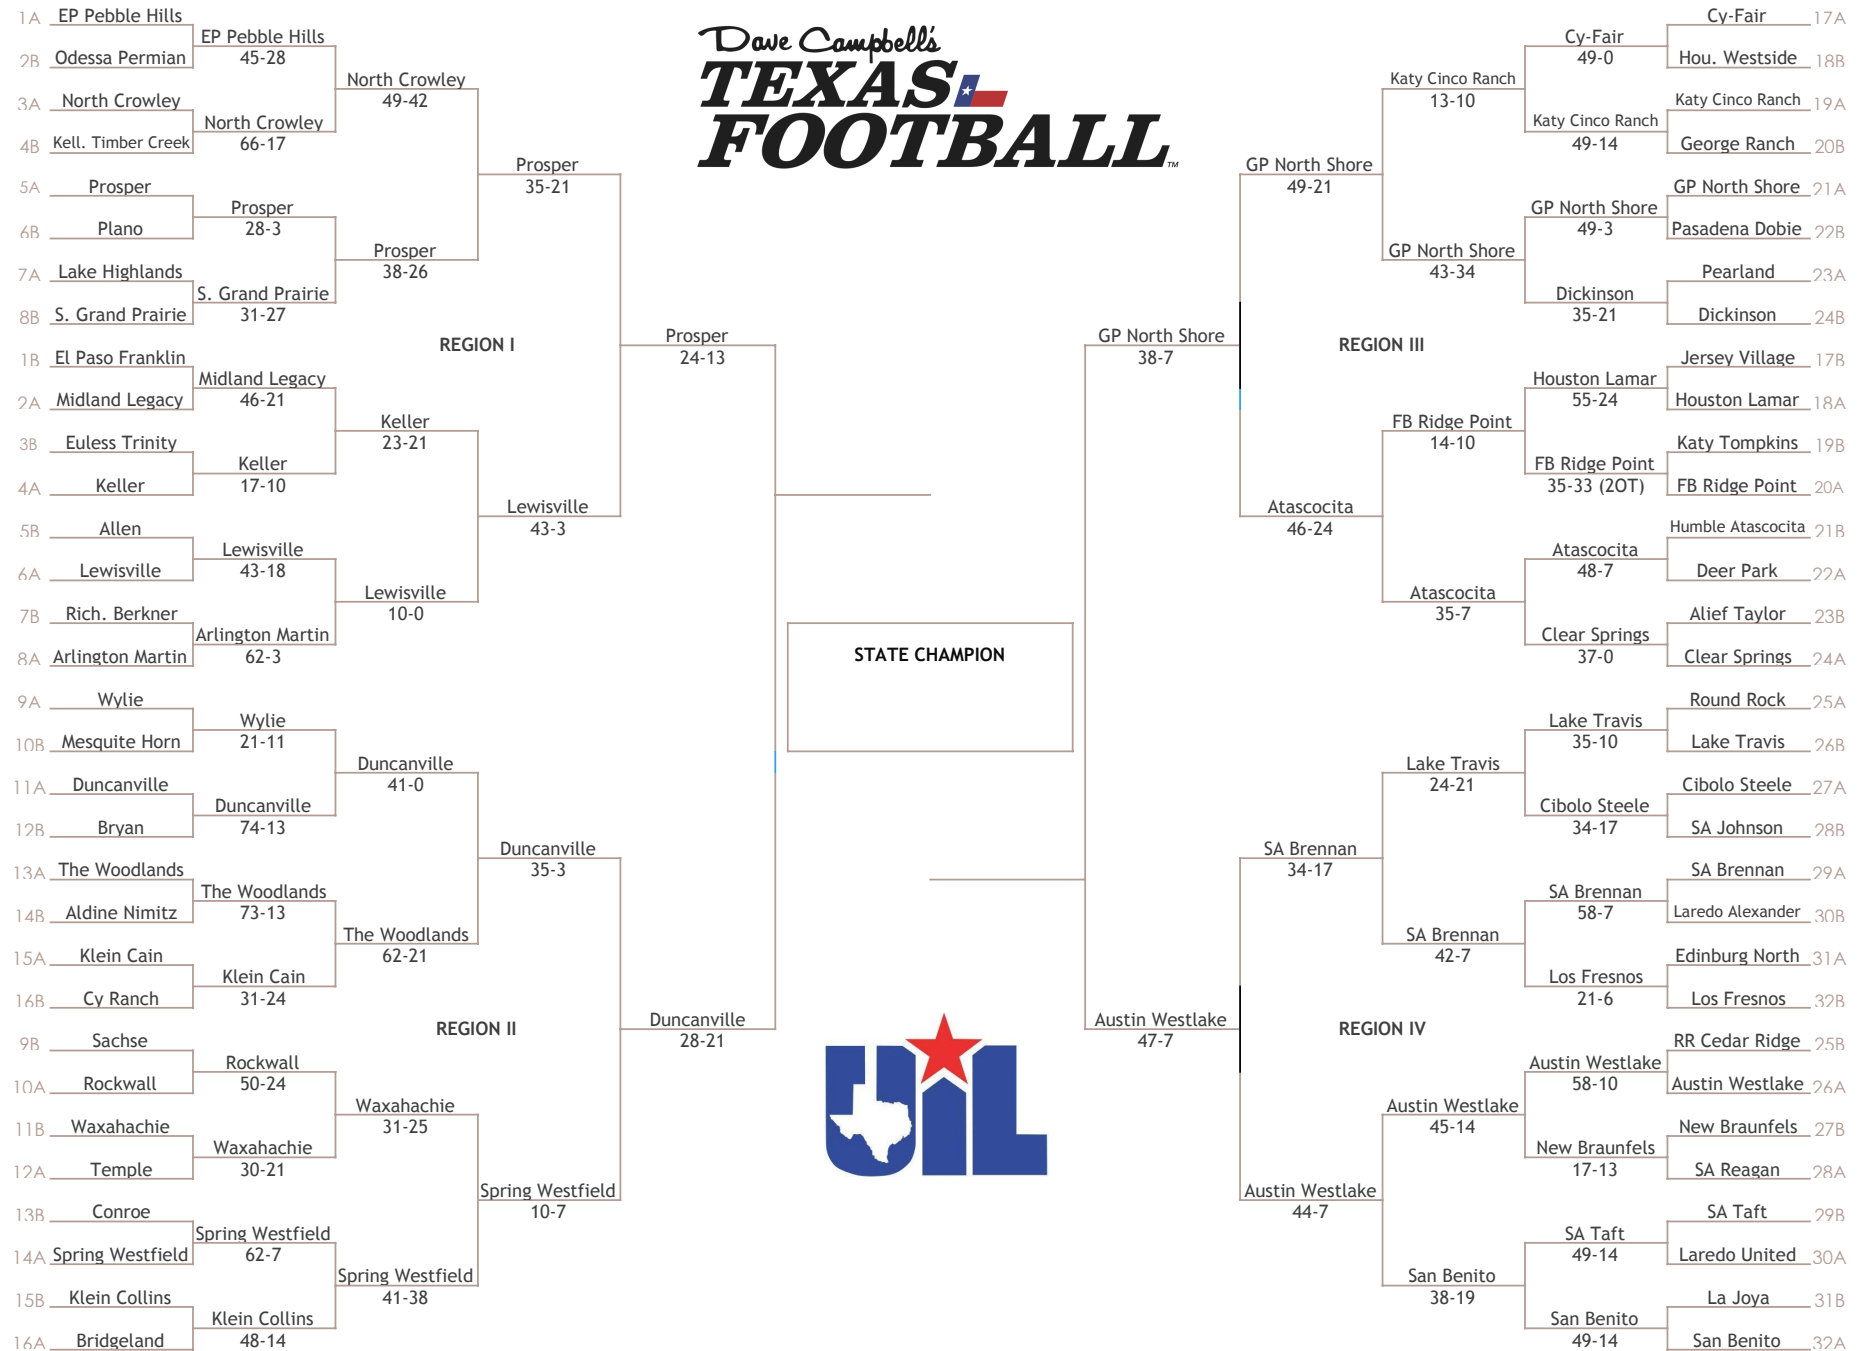 Dave Campbell's
TEXAS
FOOTBALL
TM
1A EP Pebble Hills
2B Odessa Permian
3A North Crowley
4B Kell. Timber Creek
5A Prosper
6B Plano
7A Lake Highlands
8B S. Grand Prairie
1B El Paso Franklin
2A Midland Legacy
3B Euless Trinity
4A Keller
5B Allen
6A Lewisville
7B Rich. Berkner
8A Arlington Martin
9A Wylie
10B Mesquite Horn
11A Duncanville
12B Bryan
13A The Woodlands
14B Aldine Nimitz
15A Klein Cain
16B Cy Ranch
9B Sachse
10A Rockwall
11B Waxahachie
12A Temple
13B Conroe
14A Spring Westfield
15B Klein Collins
16A Bridgeland
EP Pebble Hills
45-28
North Crowley
66-17
Prosper
28-3
S. Grand Prairie
31-27
Midland Legacy
46-21
Keller
17-10
Lewisville
43-18
Arlington Martin
62-3
Wylie
21-11
Duncanville
74-13
The Woodlands
73-13
Klein Cain
31-24
Rockwall
50-24
Waxahachie
30-21
Spring Westfield
62-7
Klein Collins
48-14
North Crowley
49-42
Prosper
38-26
Keller
23-21
Lewisville
10-0
Duncanville
41-0
The Woodlands
62-21
Waxahachie
31-25
Spring Westfield
41-38
Prosper
35-21
REGION I
Lewisville
43-3
Duncanville
35-3
REGION II
Spring Westfield
10-7
Prosper
24-13
Duncanville
28-21
STATE CHAMPION
UIL
GP North Shore
38-7
Austin Westlake
47-7
GP North Shore
49-21
REGION III
Atascocita
46-24
SA Brennan
34-17
REGION IV
Austin Westlake
44-7
Katy Cinco Ranch
13-10
GP North Shore
43-34
FB Ridge Point
14-10
Atascocita
35-7
Lake Travis
24-21
SA Brennan
42-7
Austin Westlake
45-14
San Benito
38-19
Cy-Fair
49-0
Katy Cinco Ranch
49-14
GP North Shore
49-3
Dickinson
35-21
Houston Lamar
55-24
FB Ridge Point
35-33 (2OT)
Atascocita
48-7
Clear Springs
37-0
Lake Travis
35-10
Cibolo Steele
34-17
SA Brennan
58-7
Los Fresnos
21-6
Austin Westlake
58-10
New Braunfels
17-13
SA Taft
49-14
San Benito
49-14
Cy-Fair 17A
Hou. Westside 18B
Katy Cinco Ranch 19A
George Ranch 20B
GP North Shore 21A
Pasadena Dobie 22B
Pearland 23A
Dickinson 24B
Jersey Village 17B
Houston Lamar 18A
Katy Tompkins 19B
FB Ridge Point 20A
Humble Atascocita 21B
Deer Park 22A
Alief Taylor 23B
Clear Springs 24A
Round Rock 25A
Lake Travis 26B
Cibolo Steele 27A
SA Johnson 28B
SA Brennan 29A
Laredo Alexander 30B
Edinburg North 31A
Los Fresnos 32B
RR Cedar Ridge 25B
Austin Westlake 26A
New Braunfels 27B
SA Reagan 28A
SA Taft 29B
Laredo United 30A
La Joya 31B
San Benito 32A